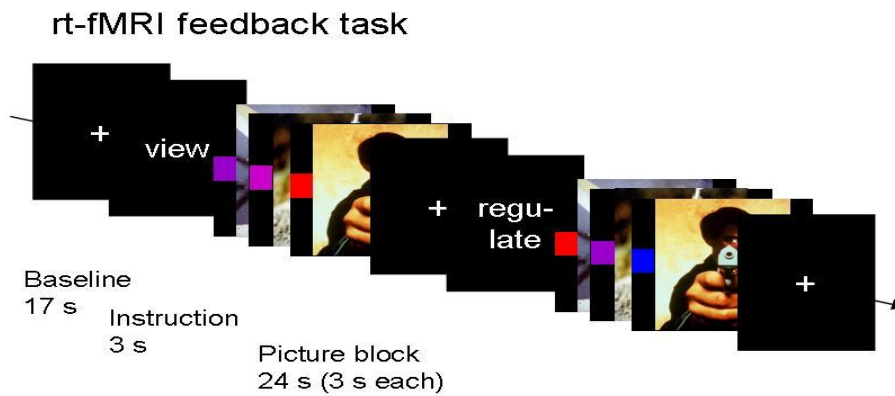 rt-fMRI feedback task
+
view
+
regu-
late
+
Baseline
17 s
Instruction
3 s
Picture block
24 s (3 s each)